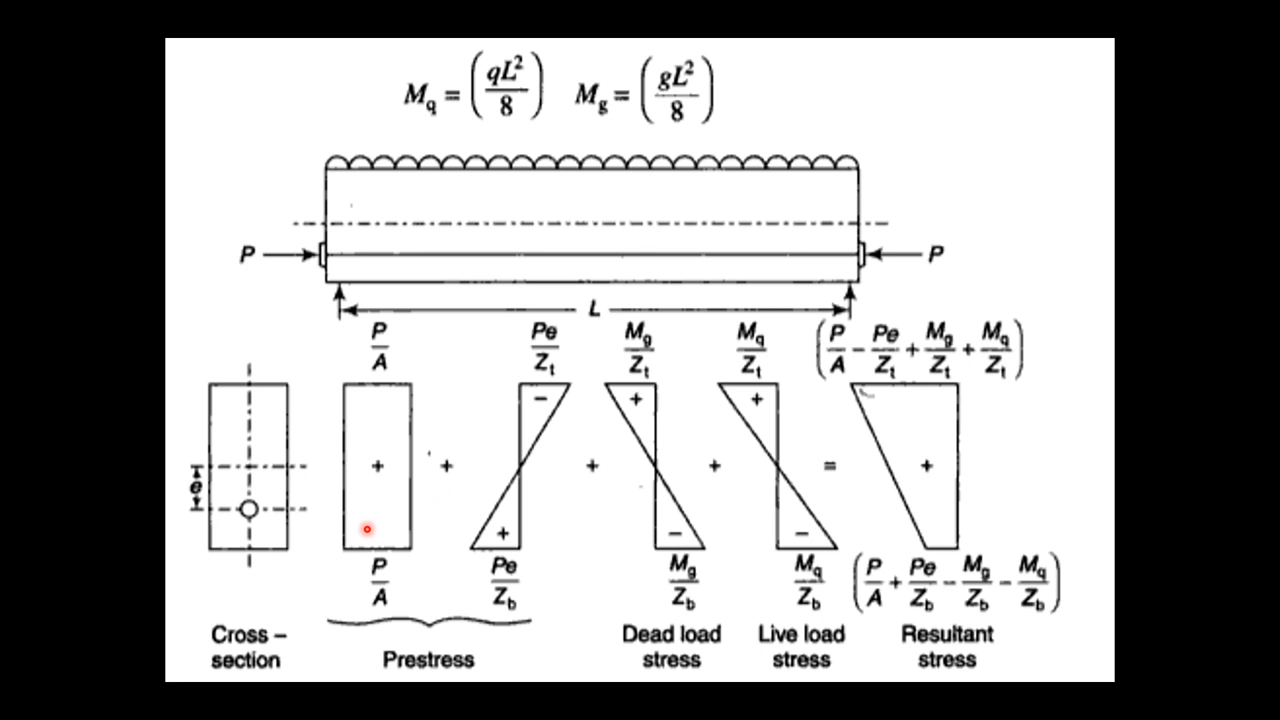 M_q = (qL²/8) M_g = (gL²/8)
P P
L
P/A Pe/Z_t M_g/Z_t M_q/Z_t (P/A − Pe/Z_t + M_g/Z_t + M_q/Z_t)
− + +
e + + + + = +
+ − −
P/A Pe/Z_b M_g/Z_b M_q/Z_b (P/A + Pe/Z_b − M_g/Z_b − M_q/Z_b)
Cross – Dead load Live load Resultant
section Prestress stress stress stress